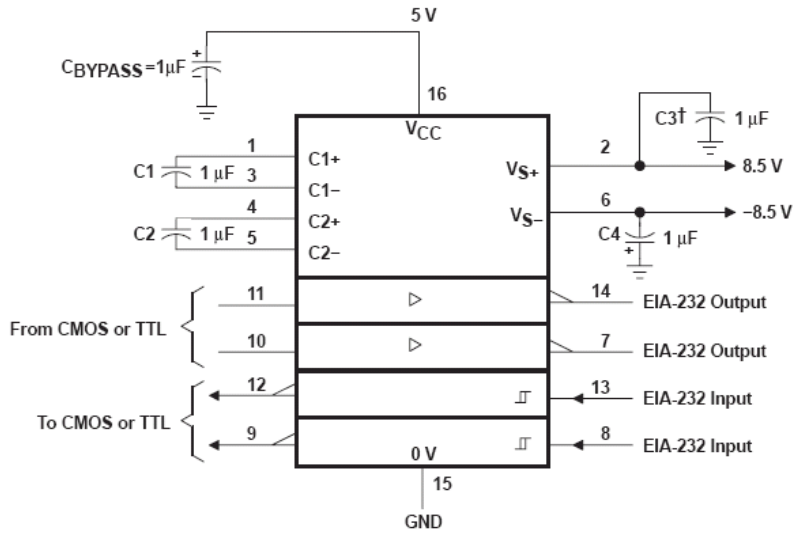 5 V
CBYPASS=1μF
+
–
16
VCC
C3†
1 μF
1
C1+
2
VS+
8.5 V
C1
1 μF
3
C1–
4
C2+
6
VS–
–8.5 V
C2
1 μF
5
C2–
C4
1 μF
+
11
14
EIA-232 Output
From CMOS or TTL
10
7
EIA-232 Output
12
13
EIA-232 Input
To CMOS or TTL
9
8
EIA-232 Input
0 V
15
GND